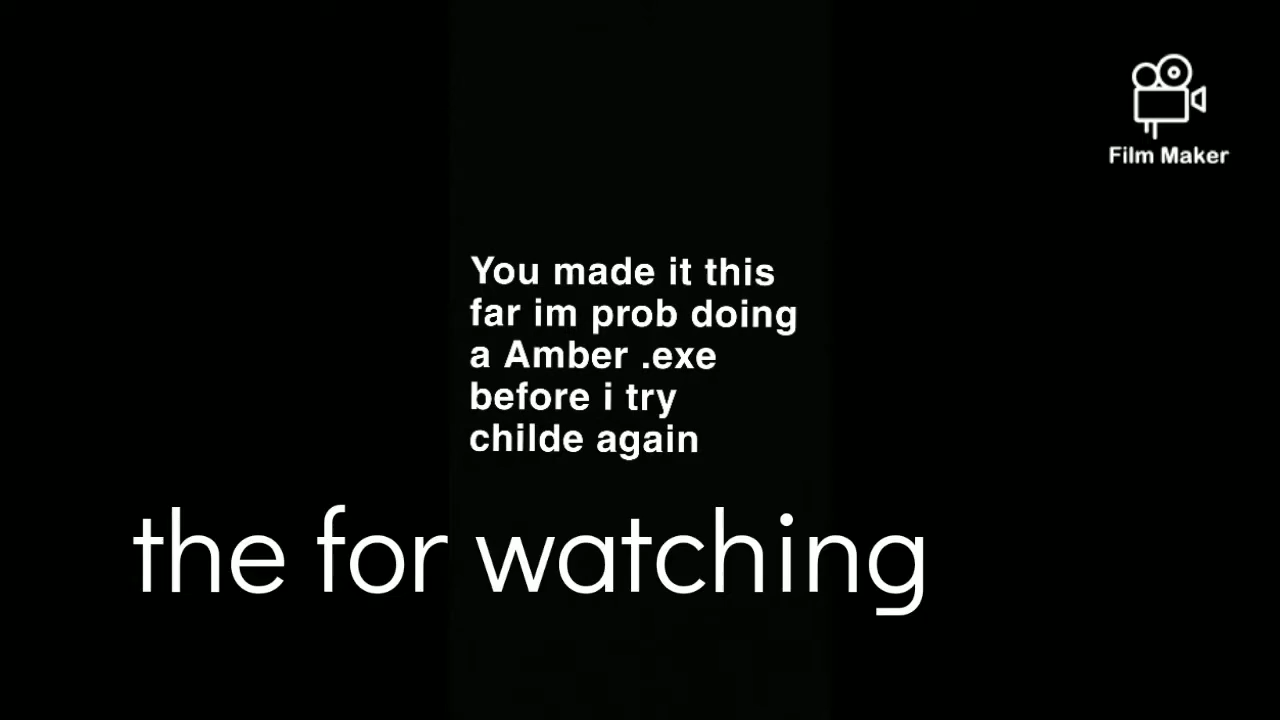 Film Maker
You made it this
far im prob doing
a Amber .exe
before i try
childe again
the for watching